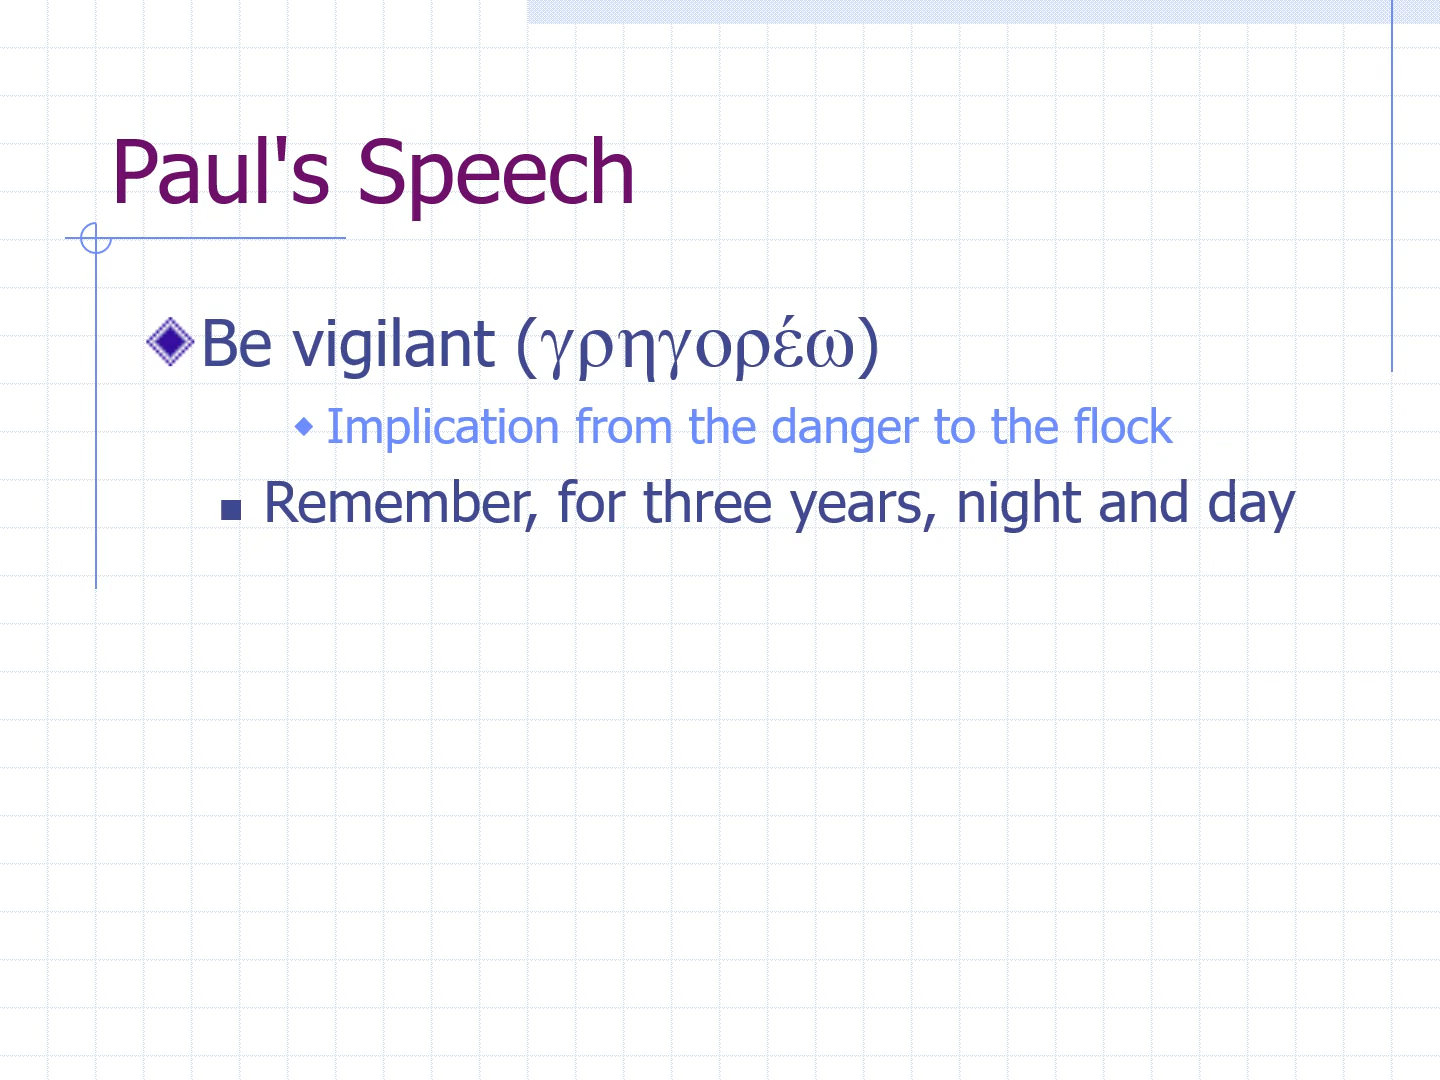 Paul's Speech
Be vigilant (γρηγορέω)
Implication from the danger to the flock
Remember, for three years, night and day